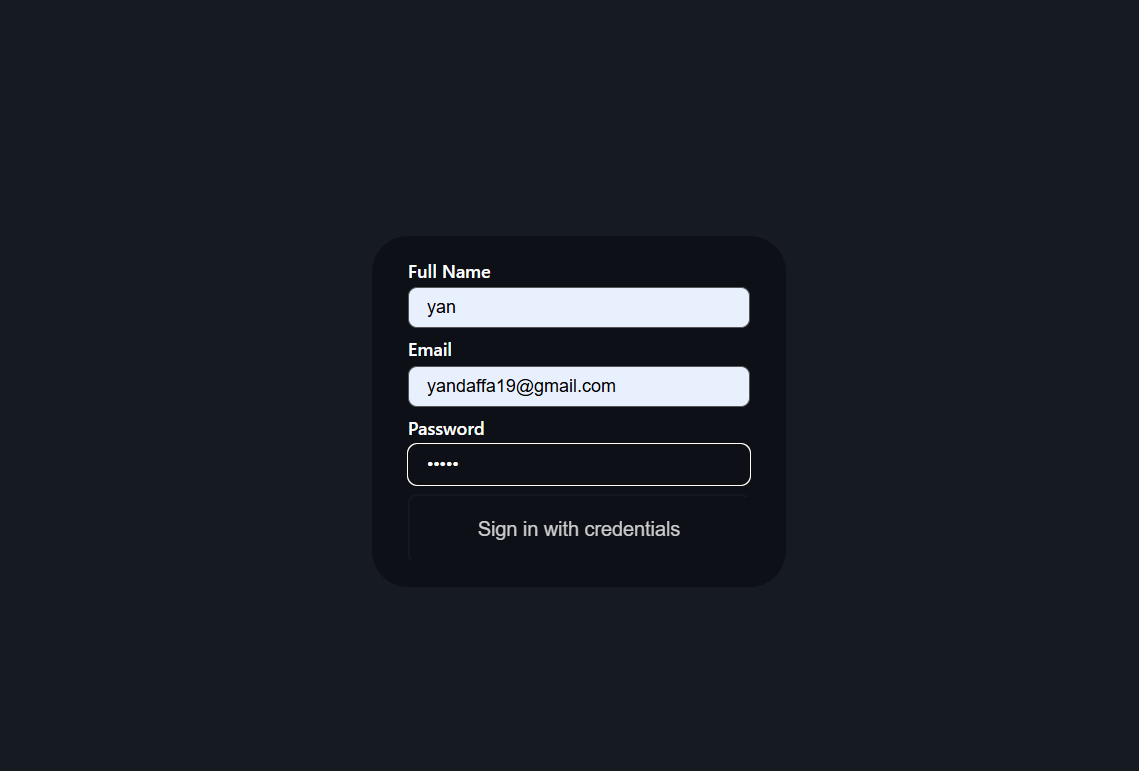 Full Name
yan
Email
yandaffa19@gmail.com
Password
•••••
Sign in with credentials